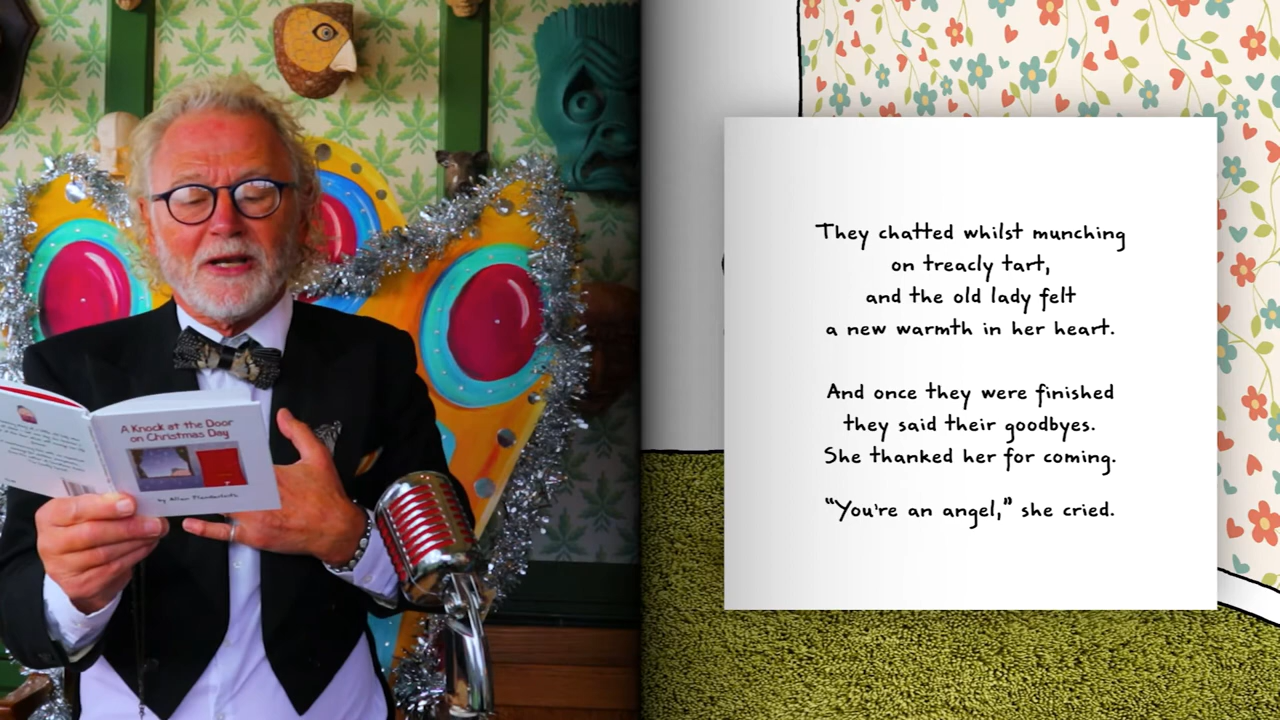 A Knock at the Door
on Christmas Day
They chatted whilst munching
on treacly tart,
and the old lady felt
a new warmth in her heart.
And once they were finished
they said their goodbyes.
She thanked her for coming.
“You're an angel,” she cried.